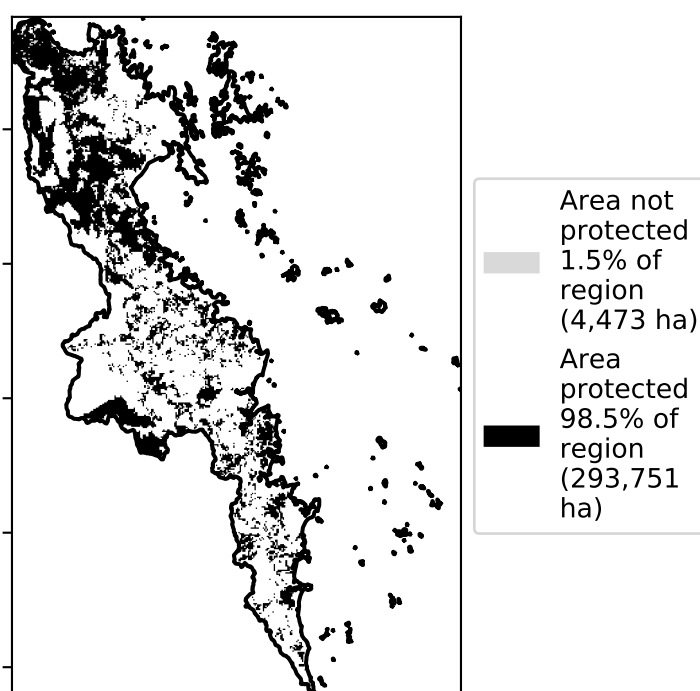 Area not
protected
1.5% of
region
(4,473 ha)
Area
protected
98.5% of
region
(293,751
ha)